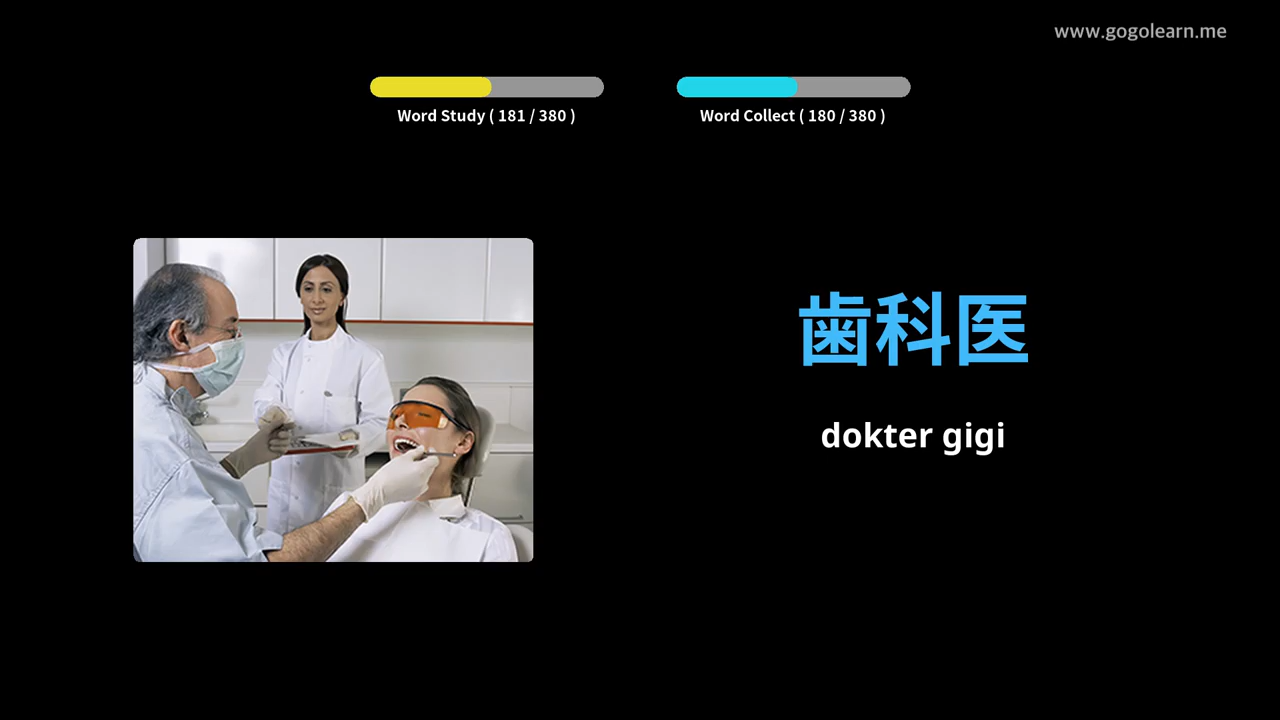 www.gogolearn.me
Word Study ( 181 / 380 )
Word Collect ( 180 / 380 )
歯科医
dokter gigi